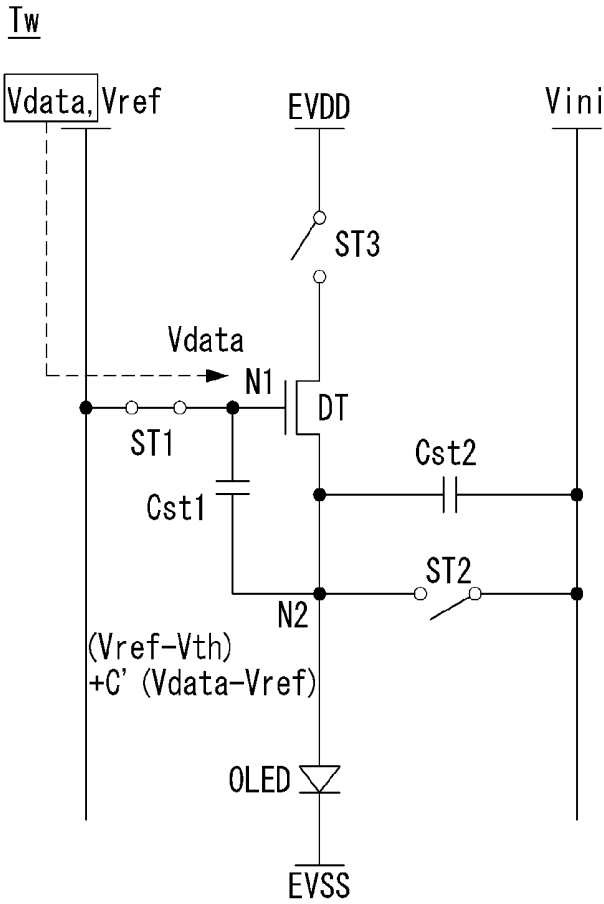 Tw
Vdata, Vref
EVDD
Vini
ST3
Vdata
N1
DT
ST1
Cst2
Cst1
ST2
N2
(Vref-Vth)
+C' (Vdata-Vref)
OLED
EVSS